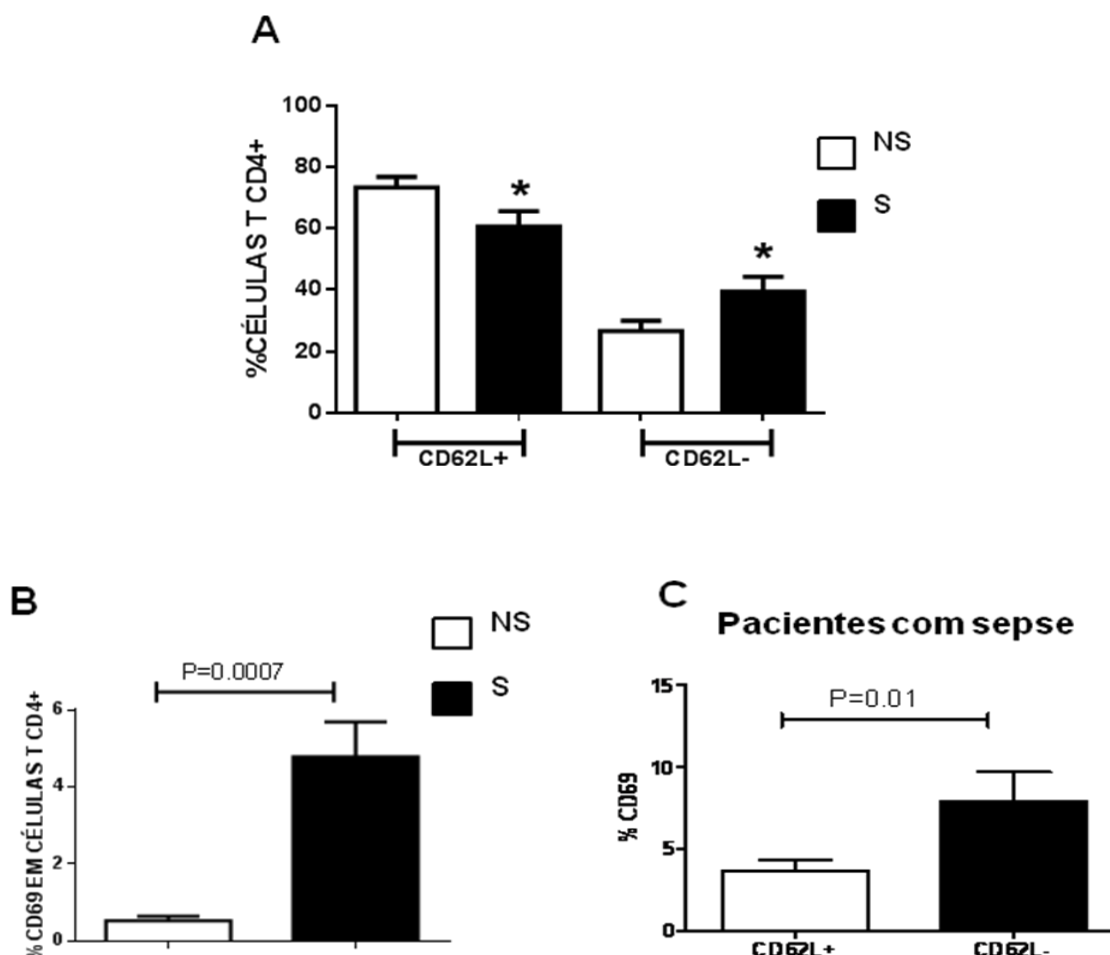 A
%CÉLULAS T CD4+
100
80
60
40
20
0
*
*
NS
S
CD62L+
CD62L-
B
% CD69 EM CÉLULAS T CD4+
P=0.0007
6
4
2
0
NS
S
C
Pacientes com sepse
% CD69
15
10
5
0
P=0.01
CD62L+
CD62L-